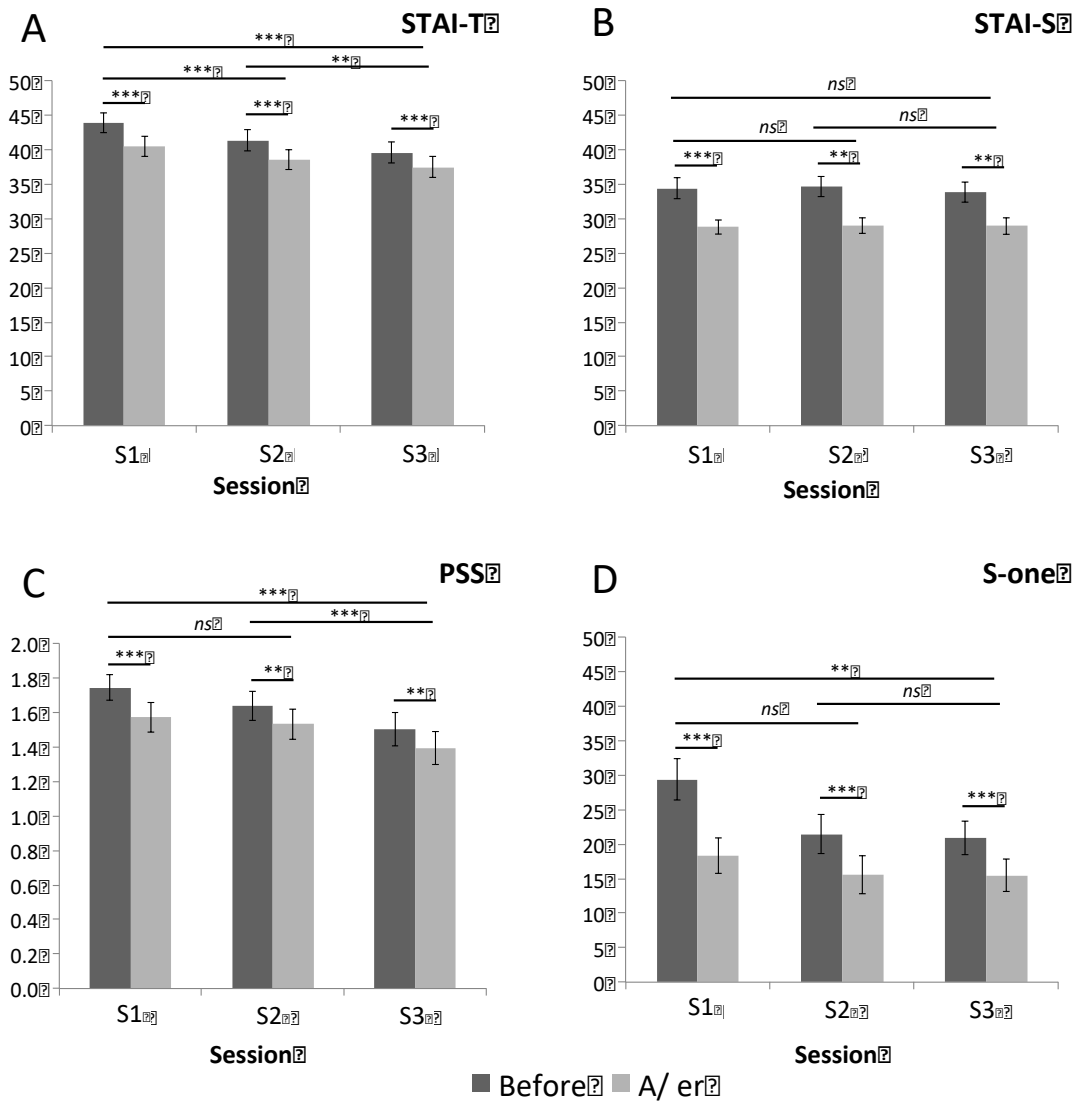 A
STAI-T
***
***
**
***
***
***
50
45
40
35
30
25
20
15
10
5
0
S1
S2
S3
Session
B
STAI-S
ns
ns
ns
***
**
**
50
45
40
35
30
25
20
15
10
5
0
S1
S2
S3
Session
C
PSS
***
ns
***
***
**
**
2.0
1.8
1.6
1.4
1.2
1.0
0.8
0.6
0.4
0.2
0.0
S1
S2
S3
Session
D
S-one
**
ns
ns
***
***
***
50
45
40
35
30
25
20
15
10
5
0
S1
S2
S3
Session
Before A/ er